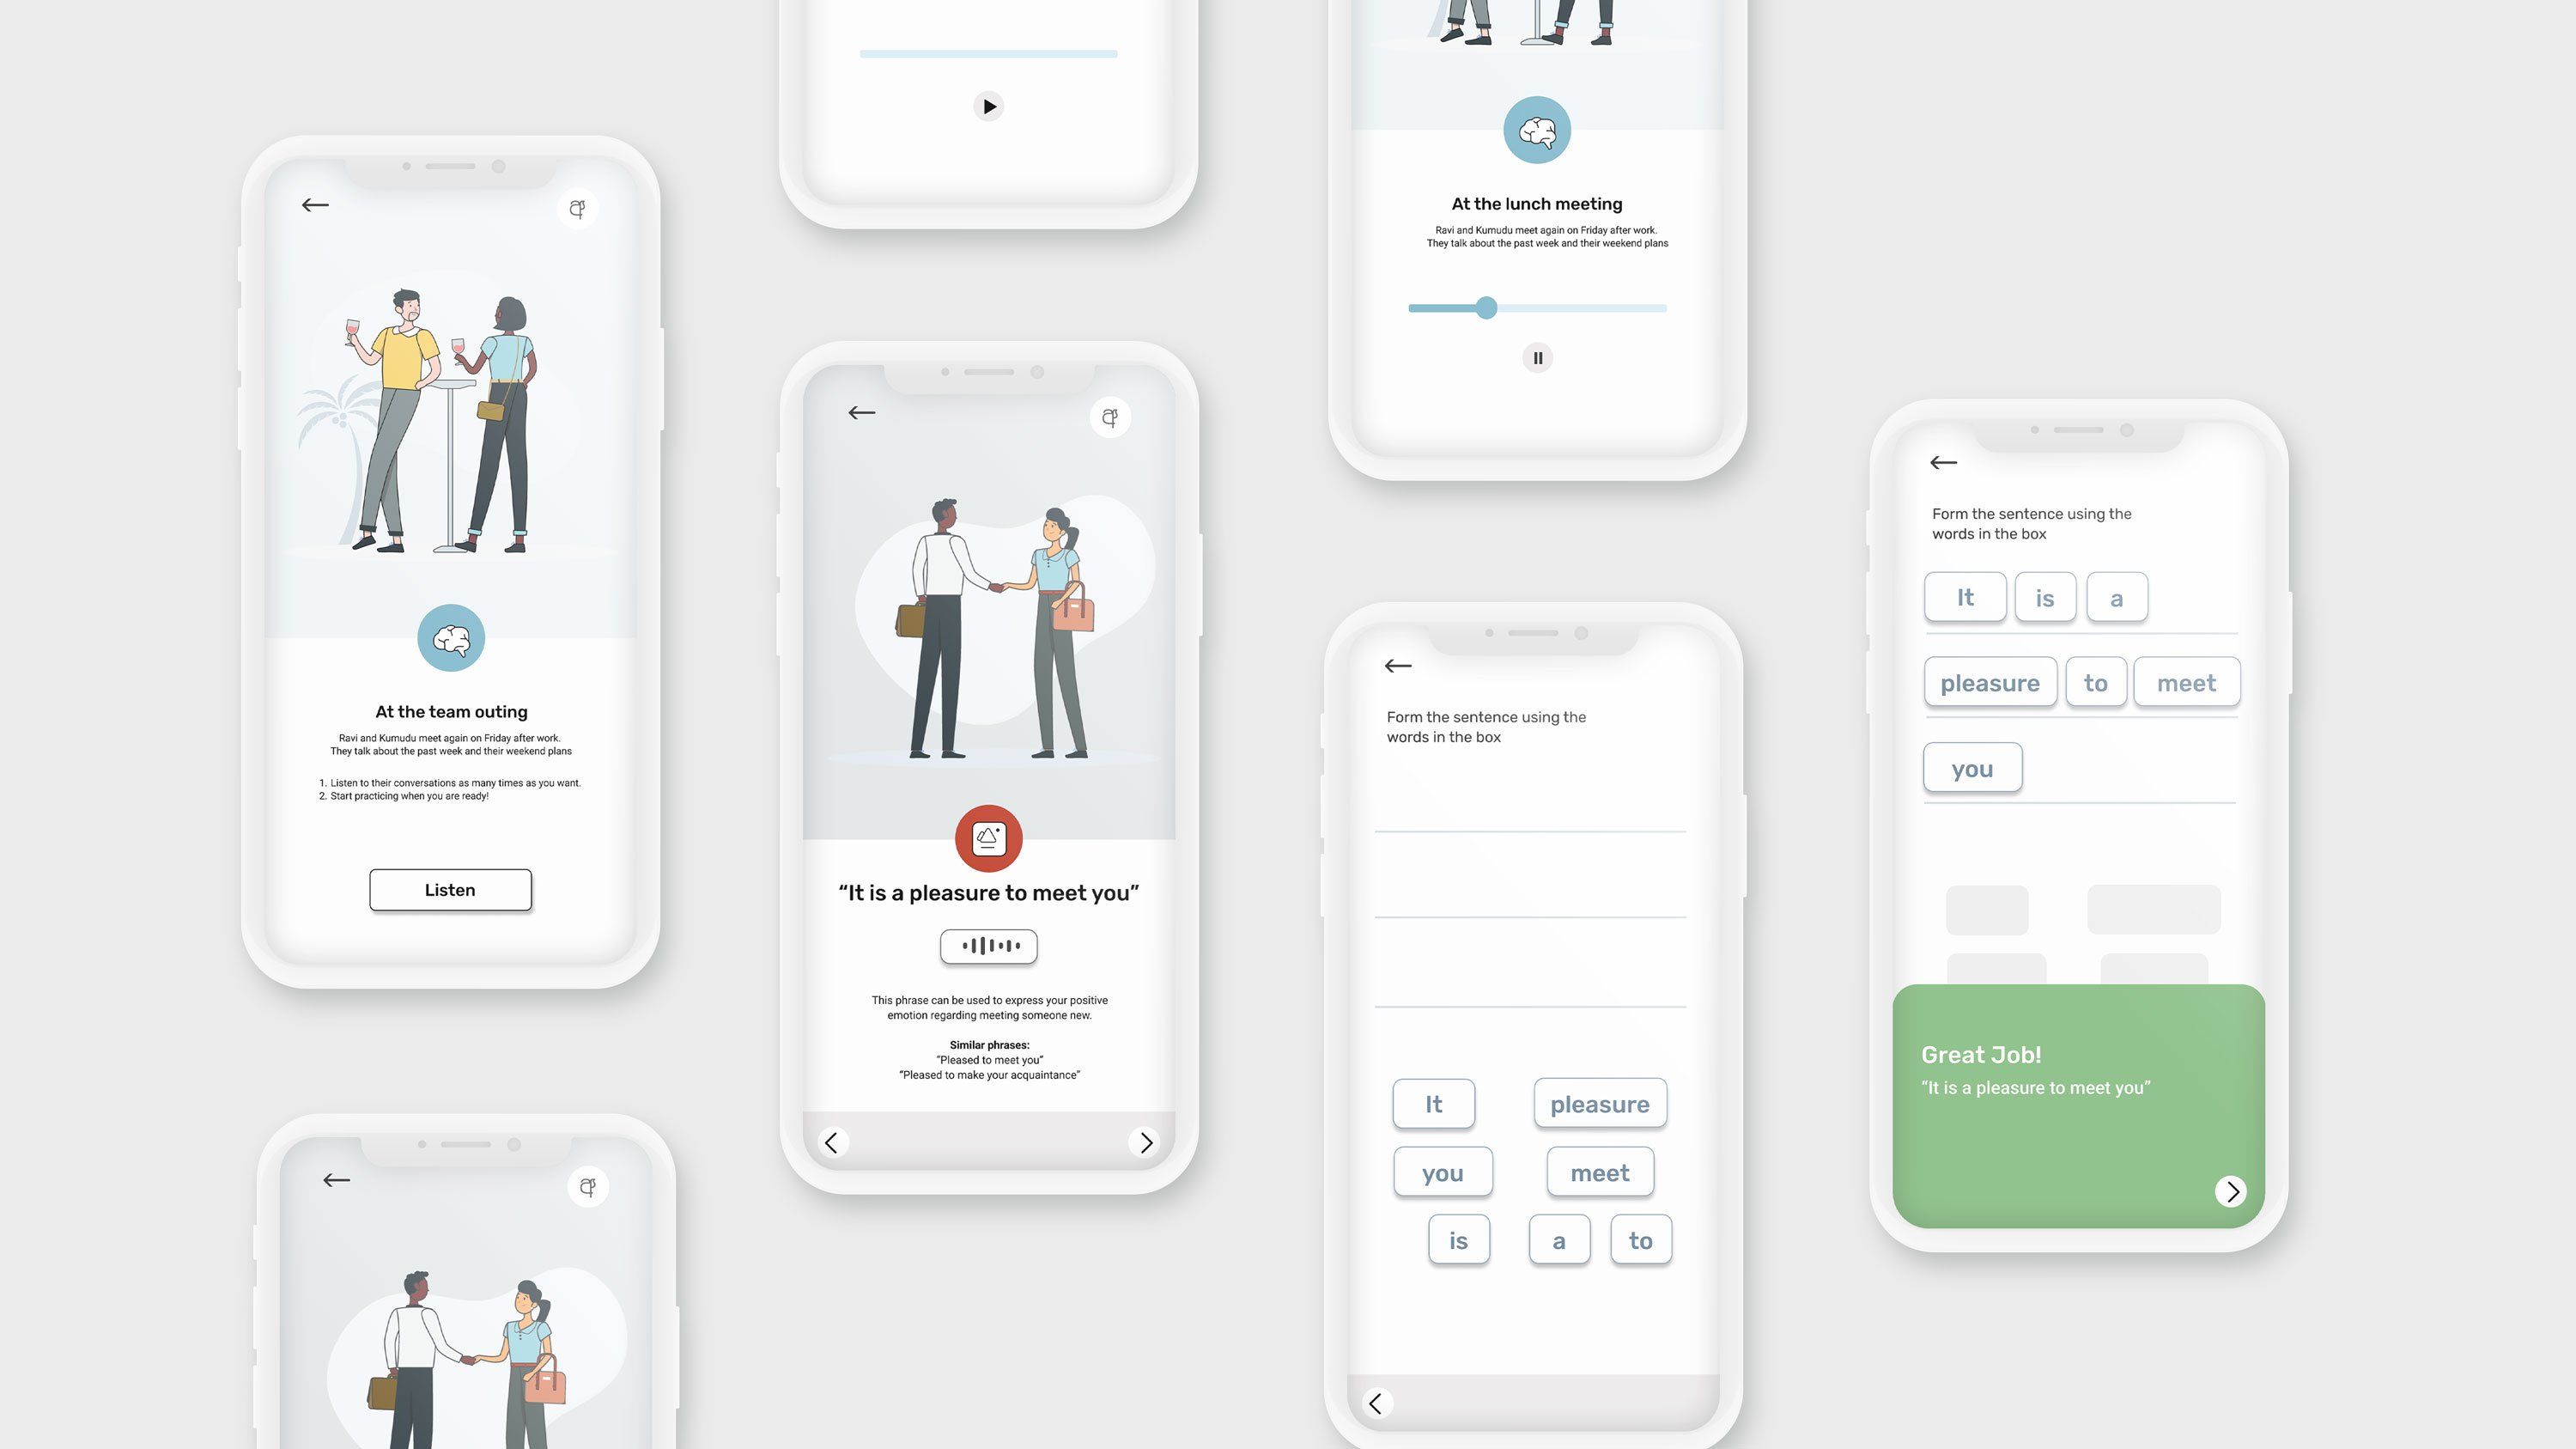 At the team outing
Ravi and Kumudu meet again on Friday after work.
They talk about the past week and their weekend plans
1. Listen to their conversations as many times as you want.
2. Start practicing when you are ready!
Listen
“It is a pleasure to meet you”
This phrase can be used to express your positive
emotion regarding meeting someone new.
Similar phrases:
“Pleased to meet you”
“Pleased to make your acquaintance”
At the lunch meeting
Ravi and Kumudu meet again on Friday after work.
They talk about the past week and their weekend plans
Form the sentence using the
words in the box
It pleasure
you meet
is a to
Form the sentence using the
words in the box
It is a
pleasure to meet
you
Great Job!
“It is a pleasure to meet you”